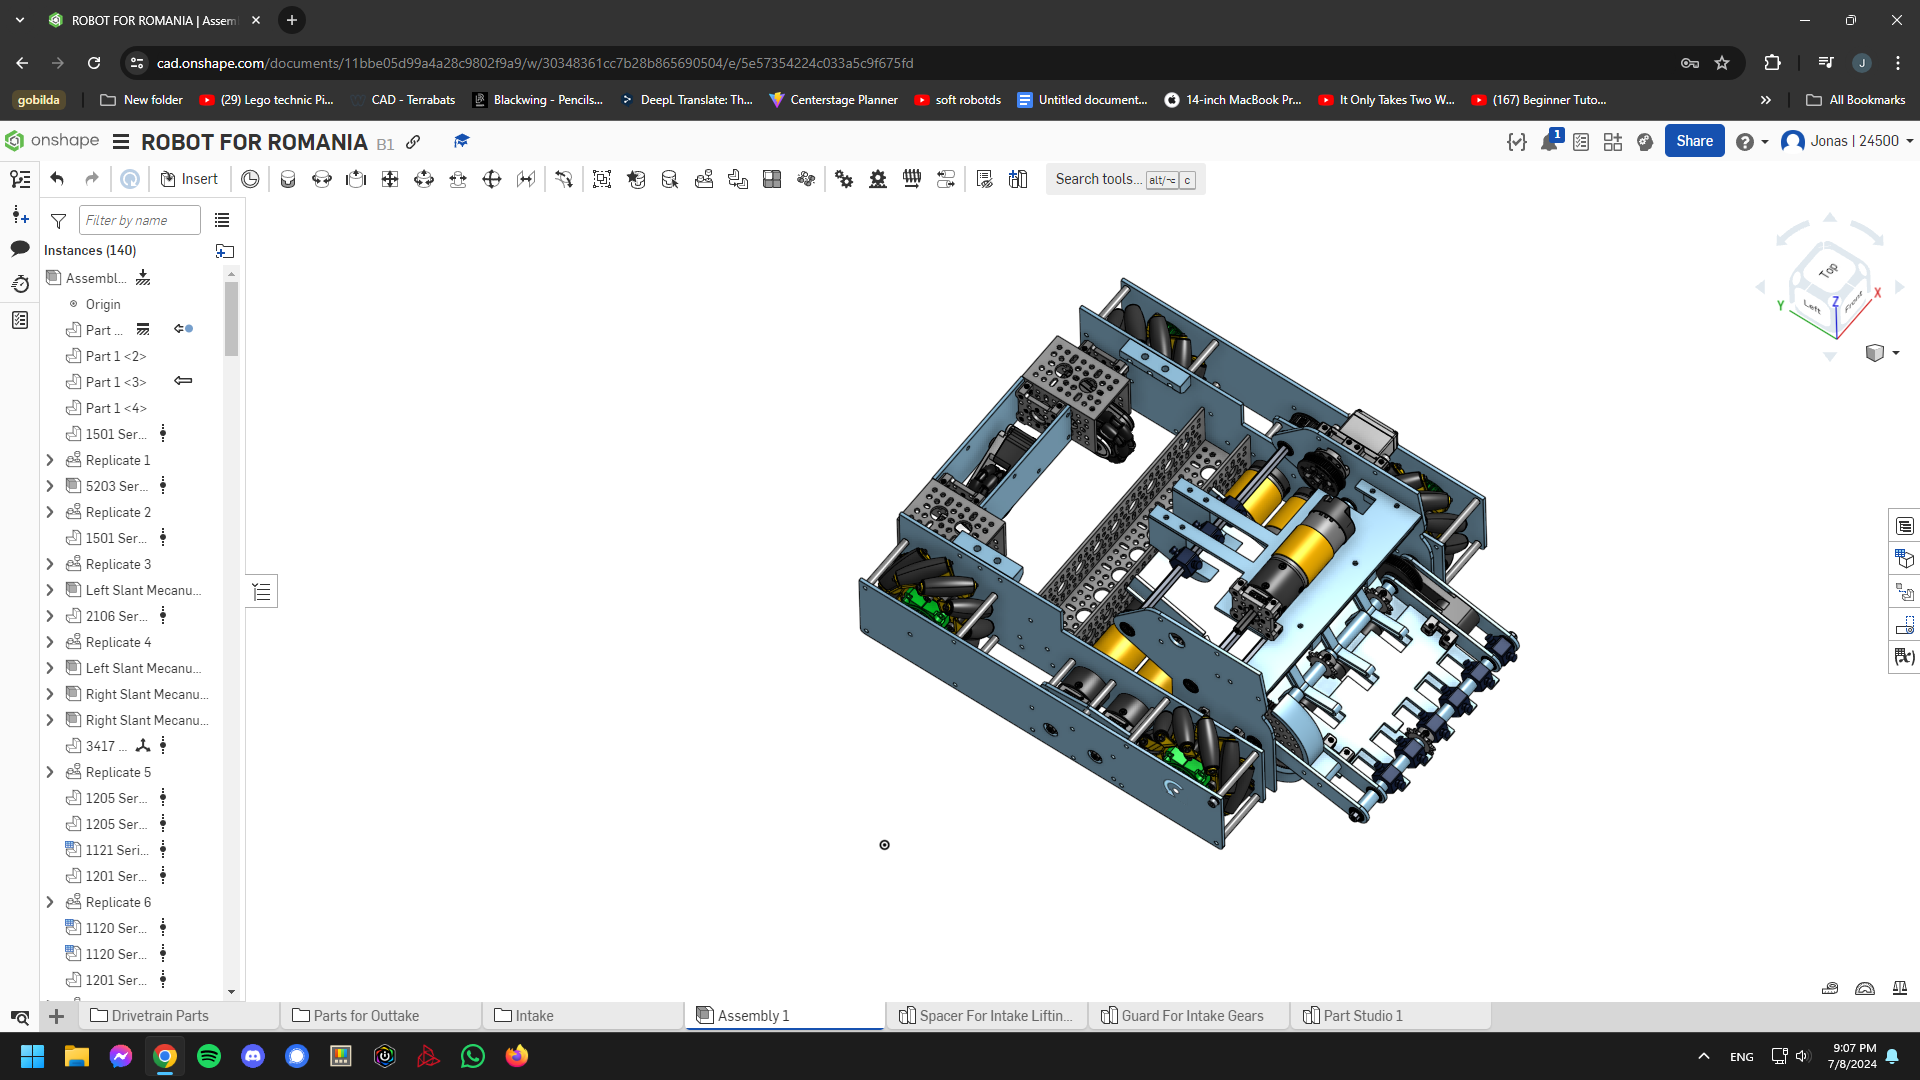 ROBOT FOR ROMANIA | Assem
cad.onshape.com/documents/11bbe05d99a4a28c9802f9a9/w/30348361cc7b28b865690504/e/5e57354224c033a5c9f675fd
J
gobilda
New folder
(29) Lego technic Pi...
CAD - Terrabats
Blackwing - Pencils...
DeepL Translate: Th...
Centerstage Planner
soft robotds
Untitled document...
14-inch MacBook Pr...
It Only Takes Two W...
(167) Beginner Tuto...
All Bookmarks
onshape
ROBOT FOR ROMANIA B1
1
Share
Jonas | 24500
Insert
Search tools... alt/⌥ c
Filter by name
Instances (140)
Assembl...
Origin
Part ...
Part 1 <2>
Part 1 <3>
Part 1 <4>
1501 Ser...
Replicate 1
5203 Ser...
Replicate 2
1501 Ser...
Replicate 3
Left Slant Mecanu...
2106 Ser...
Replicate 4
Left Slant Mecanu...
Right Slant Mecanu...
Right Slant Mecanu...
3417 ...
Replicate 5
1205 Ser...
1205 Ser...
1121 Seri...
1201 Ser...
Replicate 6
1120 Ser...
1120 Ser...
1201 Ser...
Top
Left
Front
X
Y
Z
(x)
Drivetrain Parts
Parts for Outtake
Intake
Assembly 1
Spacer For Intake Liftin...
Guard For Intake Gears
Part Studio 1
ENG
9:07 PM
7/8/2024